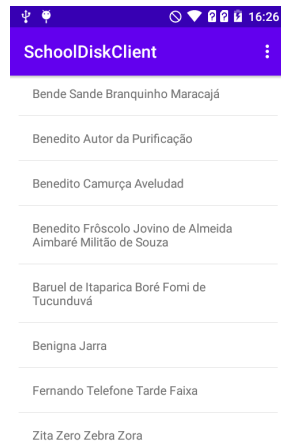 16:26
SchoolDiskClient
Bende Sande Branquinho Maracajá
Benedito Autor da Purificação
Benedito Camurça Aveludad
Benedito Frôscolo Jovino de Almeida
Aimbaré Militão de Souza
Baruel de Itaparica Boré Fomi de
Tucunduvá
Benigna Jarra
Fernando Telefone Tarde Faixa
Zita Zero Zebra Zora